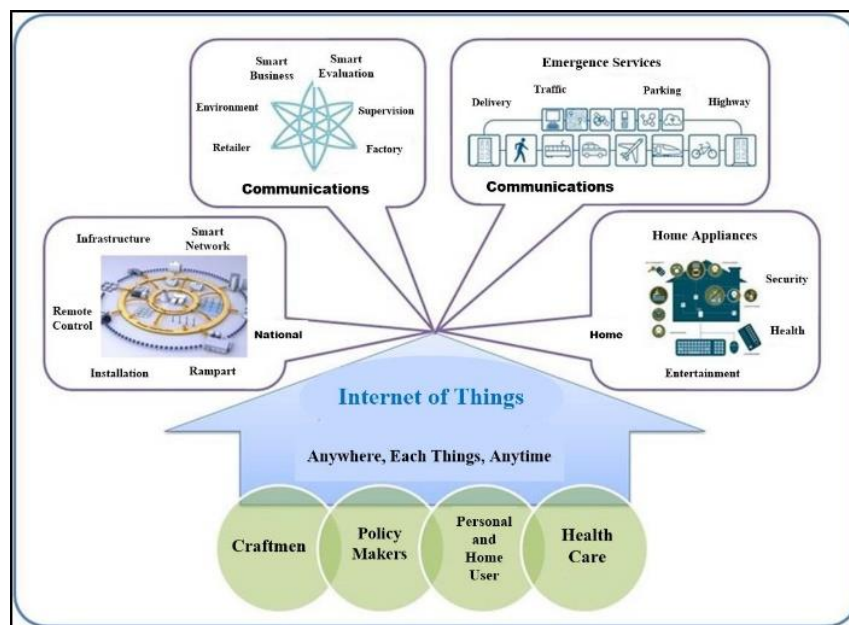 Smart
Business
Smart
Evaluation
Environment
Supervision
Retailer
Factory
Communications
Emergence Services
Traffic
Parking
Delivery
Highway
Communications
Infrastructure
Smart
Network
Remote
Control
National
Installation
Rampart
Home Appliances
Security
Home
Health
Entertainment
Internet of Things
Anywhere, Each Things, Anytime
Craftmen
Policy
Makers
Personal
and
Home
User
Health
Care